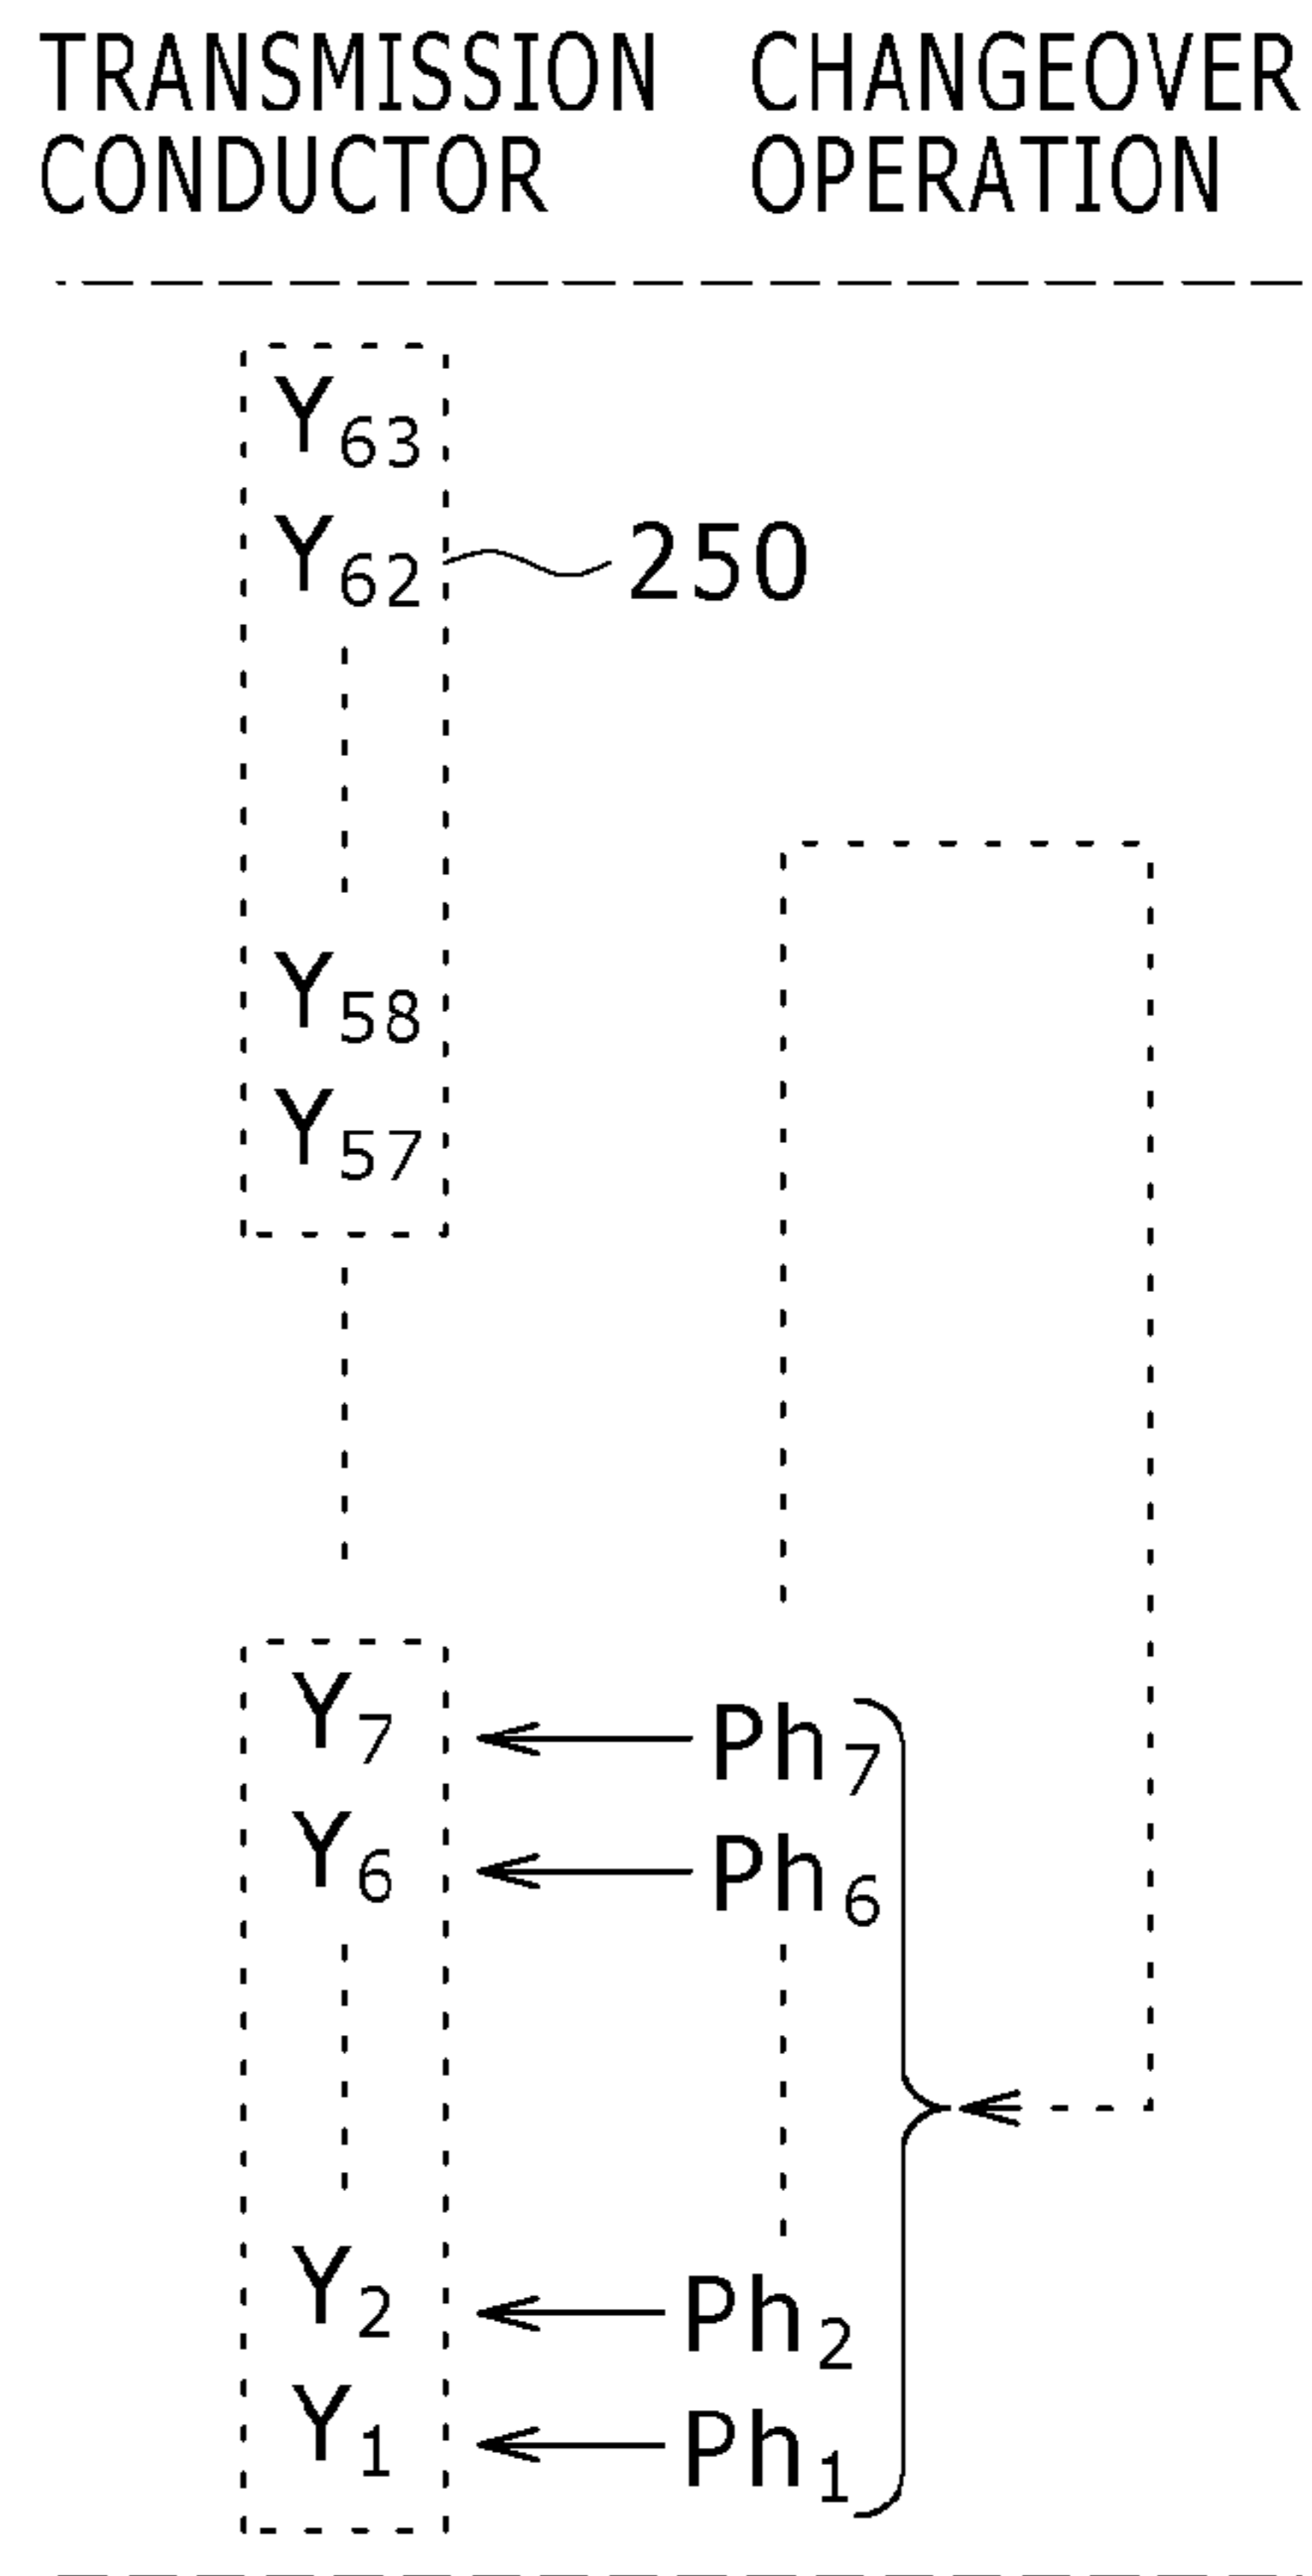 TRANSMISSION CHANGEOVER
CONDUCTOR OPERATION
Y63
Y62 250
Y58
Y57
Y7 Ph7
Y6 Ph6
Y2 Ph2
Y1 Ph1